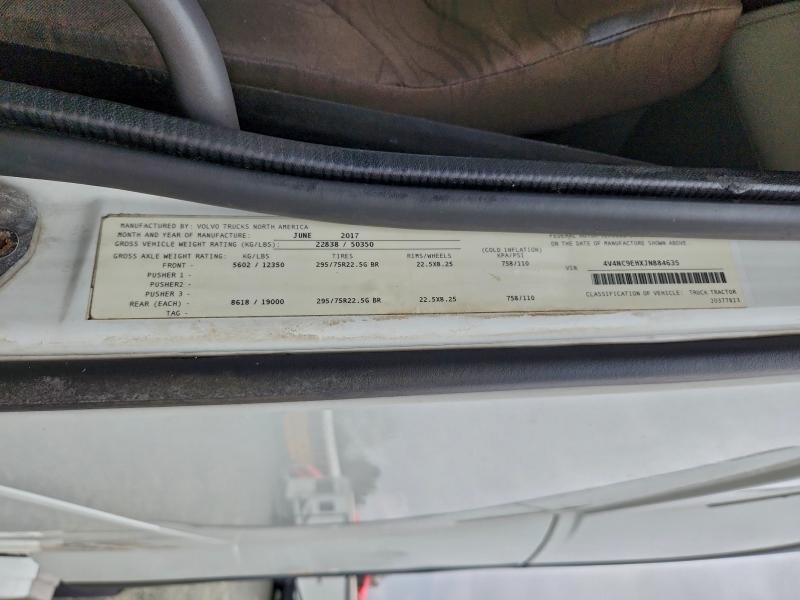 MANUFACTURED BY: VOLVO TRUCKS NORTH AMERICA
MONTH AND YEAR OF MANUFACTURE: JUNE 2017
GROSS VEHICLE WEIGHT RATING (KG/LBS): 22838 / 50350
GROSS AXLE WEIGHT RATING: KG/LBS TIRES RIMS/WHEELS (COLD INFLATION) KPA/PSI
FRONT - 5602 / 12350 295/75R22.5G BR 22.5X8.25 758/110
PUSHER 1 -
PUSHER2 -
PUSHER 3 -
REAR (EACH) - 8618 / 19000 295/75R22.5G BR 22.5X8.25 758/110
TAG -
ON THE DATE OF MANUFACTURE SHOWN ABOVE.
VIN 4V4NC9EHXJN884635
CLASSIFICATION OF VEHICLE: TRUCK TRACTOR
20377813